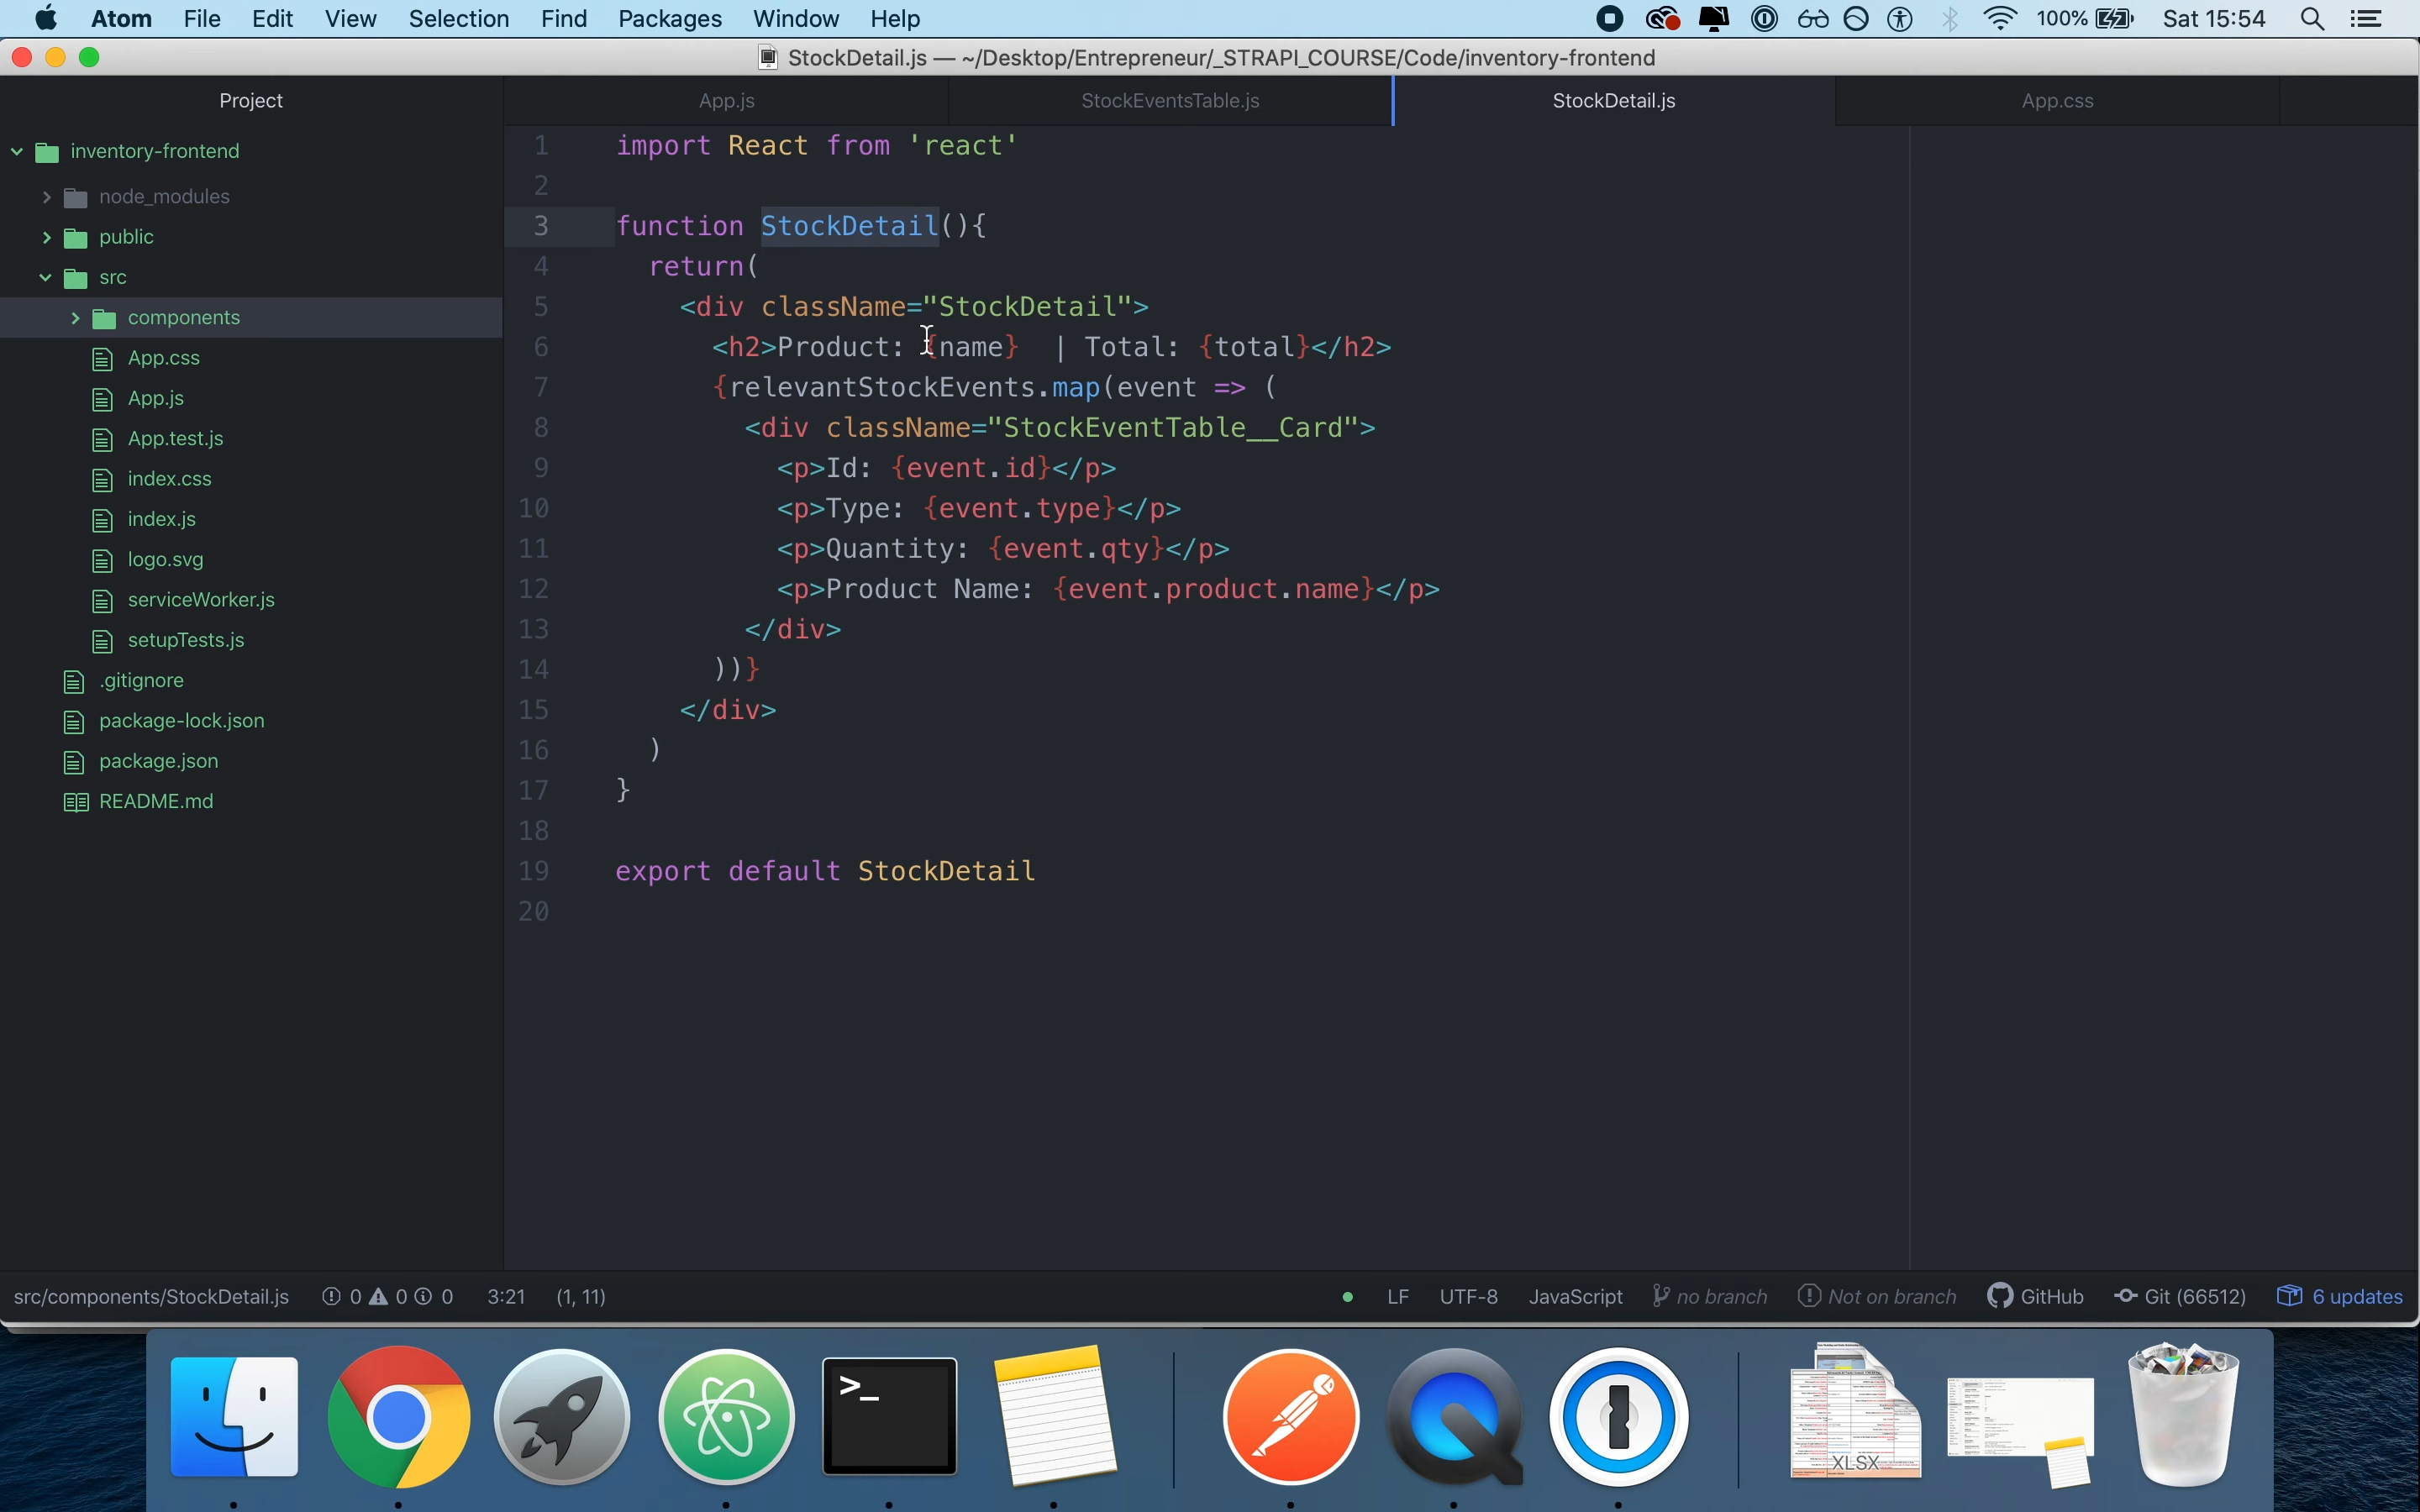 Atom File Edit View Selection Find Packages Window Help 100% Sat 15:54
StockDetail.js — ~/Desktop/Entrepreneur/_STRAPI_COURSE/Code/inventory-frontend
Project App.js StockEventsTable.js StockDetail.js App.css
inventory-frontend
node_modules
public
src
components
App.css
App.js
App.test.js
index.css
index.js
logo.svg
serviceWorker.js
setupTests.js
.gitignore
package-lock.json
package.json
README.md
1 import React from 'react'
2
3 function StockDetail(){
4 return(
5 <div className="StockDetail">
6 <h2>Product: {name} | Total: {total}</h2>
7 {relevantStockEvents.map(event => (
8 <div className="StockEventTable__Card">
9 <p>Id: {event.id}</p>
10 <p>Type: {event.type}</p>
11 <p>Quantity: {event.qty}</p>
12 <p>Product Name: {event.product.name}</p>
13 </div>
14 ))}
15 </div>
16 )
17 }
18
19 export default StockDetail
20
src/components/StockDetail.js 0 0 0 3:21 (1, 11) LF UTF-8 JavaScript no branch Not on branch GitHub Git (66512) 6 updates
>_
XLSX